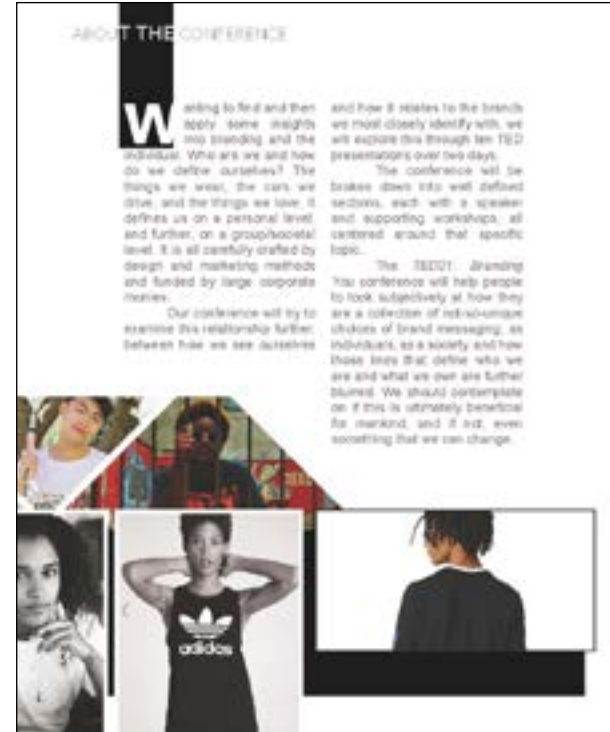 ABOUT THE CONFERENCE
Wanting to find and then
apply some insights
into branding and the
individual. Who are we and how
do we define ourselves? The
things we wear, the cars we
drive, and the things we love, it
defines us on a personal level,
and further, on a group/societal
level. It is all carefully crafted by
design and marketing methods
and funded by large corporate
monies.
Our conference will try to
examine this relationship further,
between how we see ourselves
and how it relates to the brands
we most closely identify with, we
will explore this through ten TED
presentations over two days.
The conference will be
broken down into well defined
sections, each with a speaker
and supporting workshops, all
centered around that specific
topic.
The TED21: Branding
You conference will help people
to look subjectively at how they
are a collection of not-so-unique
choices of brand messaging; as
individuals, as a society and how
those lines that define who we
are and what we own are further
blurred. We should contemplate
on if this is ultimately beneficial
for mankind, and if not, even
something that we can change.
adidas